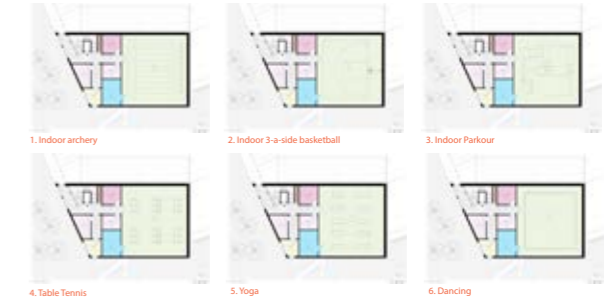 1. Indoor archery
2. Indoor 3-a-side basketball
3. Indoor Parkour
4. Table Tennis
5. Yoga
6. Dancing